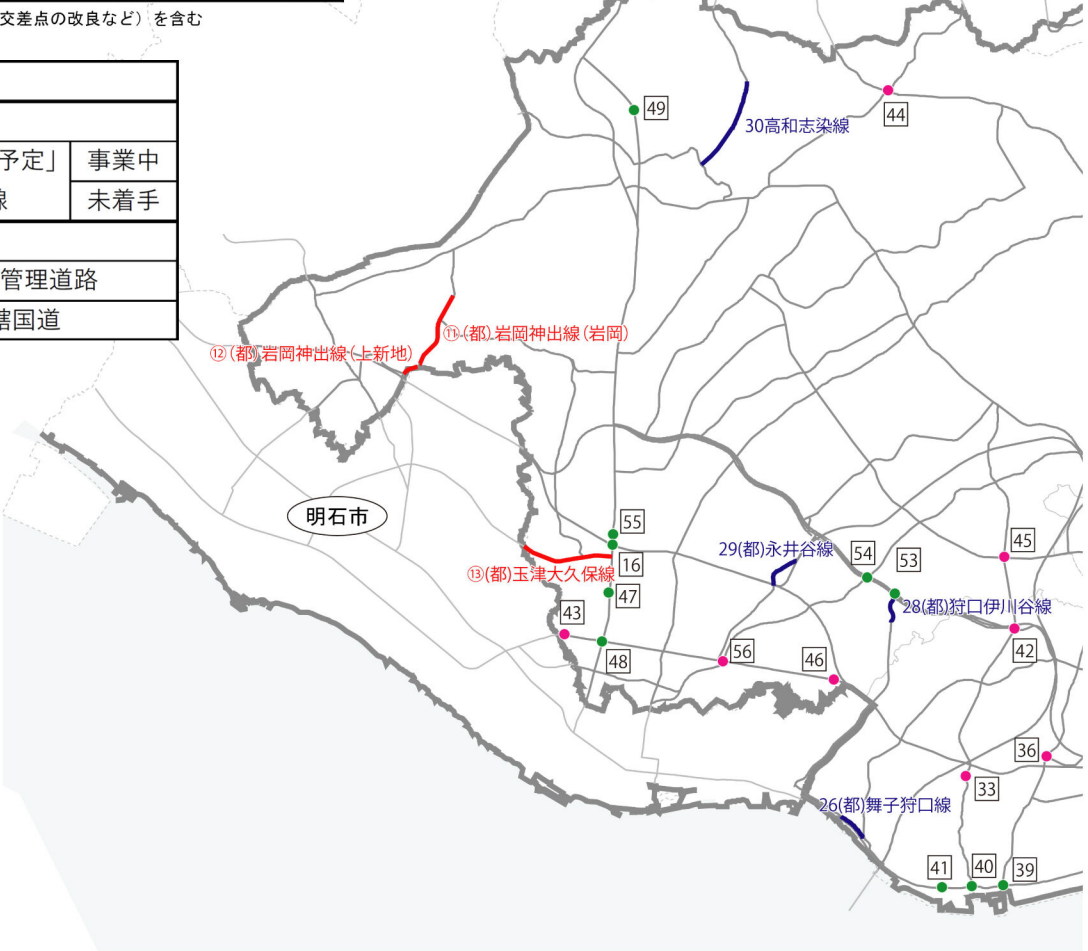 交差点の改良など）を含む
予定」
事業中
線
未着手
管理道路
轄国道
49
44
30高和志染線
⑪(都)岩岡神出線(岩岡)
⑫(都)岩岡神出線(上新地)
明石市
55
16
29(都)永井谷線
54
53
45
⑬(都)玉津大久保線
47
28(都)狩口伊川谷線
43
48
56
46
42
36
33
26(都)舞子狩口線
41
40
39